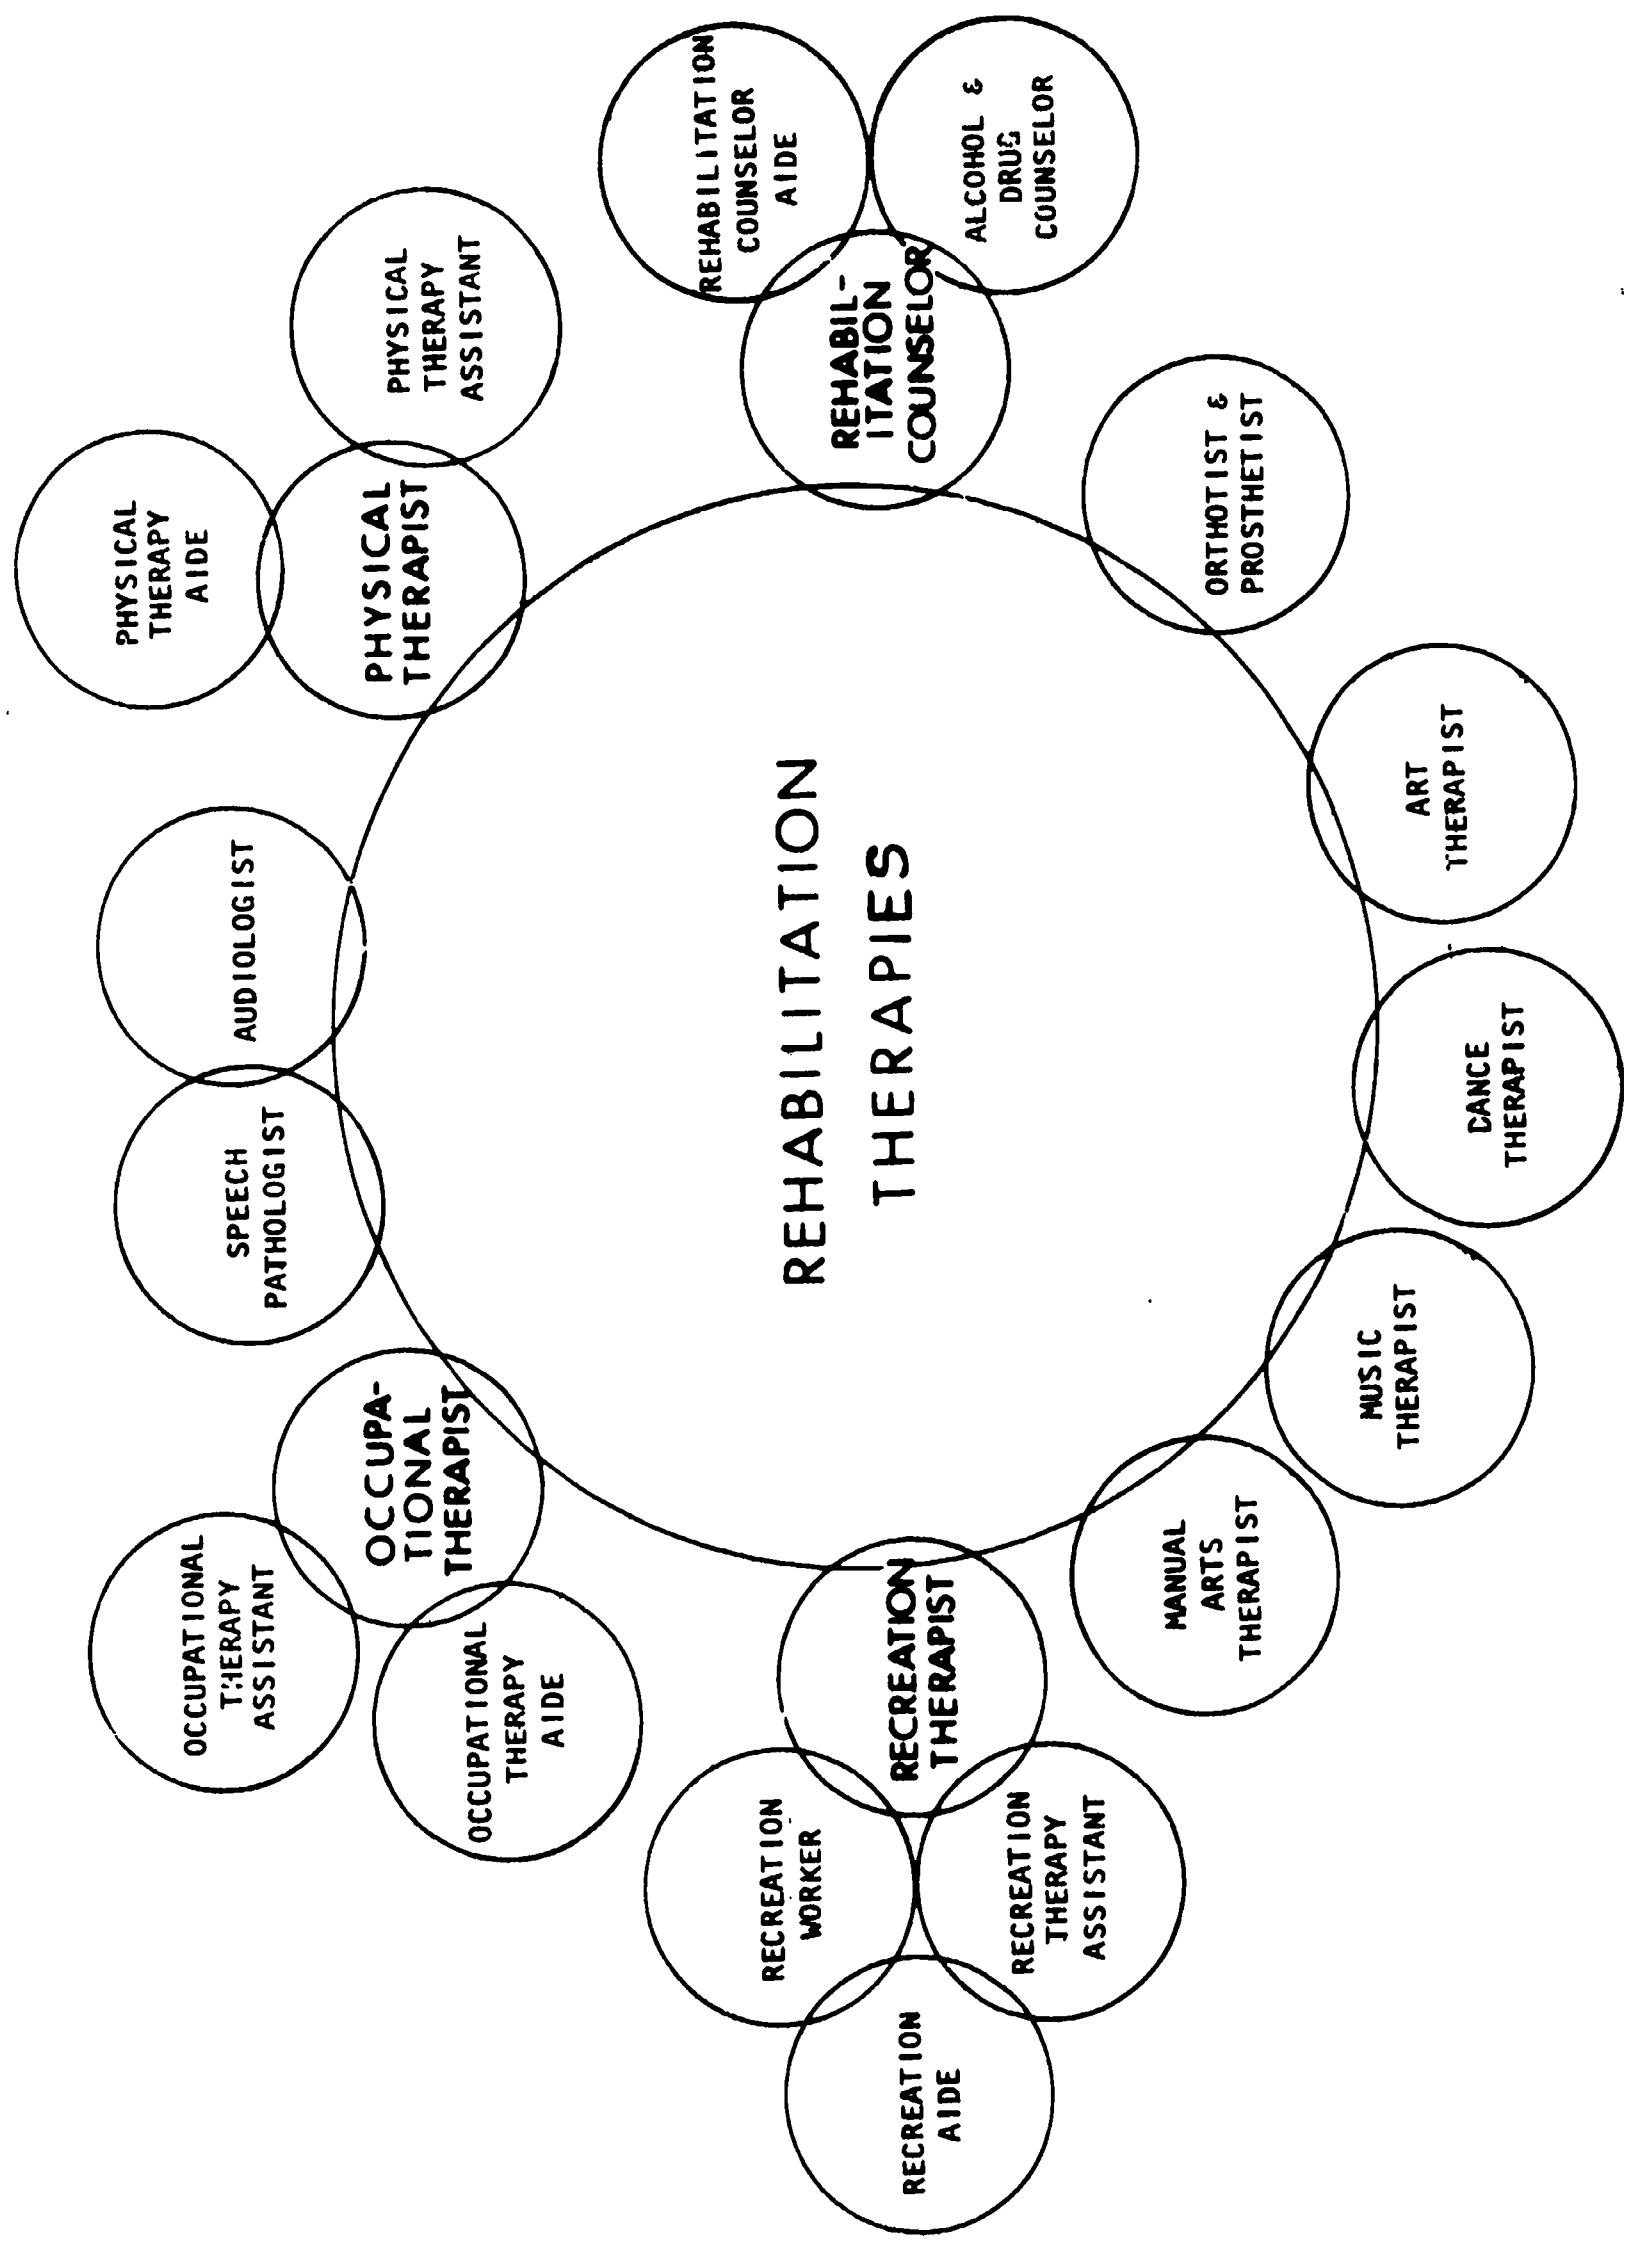 REHABILITATION
THERAPIES
PHYSICAL
THERAPY
AIDE
PHYSICAL
THERAPY
ASSISTANT
PHYSICAL
THERAPIST
REHABILITATION
COUNSELOR
AIDE
ALCOHOL &
DRUG
COUNSELOR
REHABIL-
ITATION
COUNSELOR
ORTHOTIST &
PROSTHETIST
ART
THERAPIST
DANCE
THERAPIST
MUSIC
THERAPIST
MANUAL
ARTS
THERAPIST
RECREATION
THERAPIST
RECREATION
WORKER
RECREATION
THERAPY
ASSISTANT
RECREATION
AIDE
OCCUPA-
TIONAL
THERAPIST
OCCUPATIONAL
THERAPY
ASSISTANT
OCCUPATIONAL
THERAPY
AIDE
SPEECH
PATHOLOGIST
AUDIOLOGIST